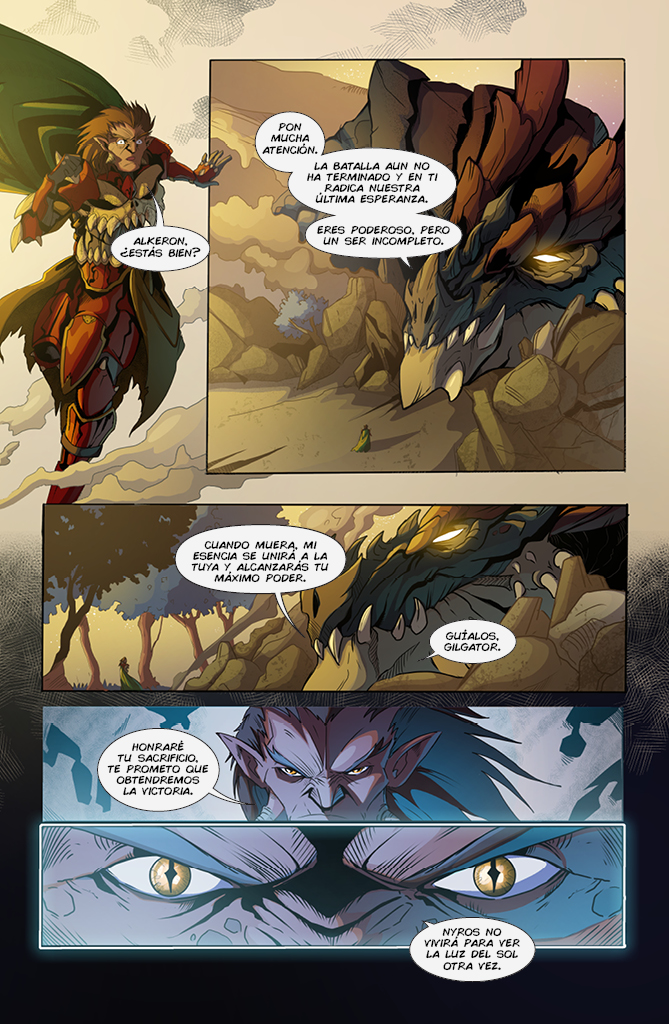 ALKERON,
¿ESTÁS BIEN?
PON
MUCHA
ATENCIÓN.
LA BATALLA AUN NO
HA TERMINADO Y EN TI
RADICA NUESTRA
ÚLTIMA ESPERANZA.
ERES PODEROSO, PERO
UN SER INCOMPLETO.
CUANDO MUERA, MI
ESENCIA SE UNIRÁ A LA
TUYA Y ALCANZARÁS TU
MÁXIMO PODER.
GUÍALOS,
GILGATOR.
HONRARÉ
TU SACRIFICIO,
TE PROMETO QUE
OBTENDREMOS
LA VICTORIA.
NYROS NO
VIVIRÁ PARA VER
LA LUZ DEL SOL
OTRA VEZ.